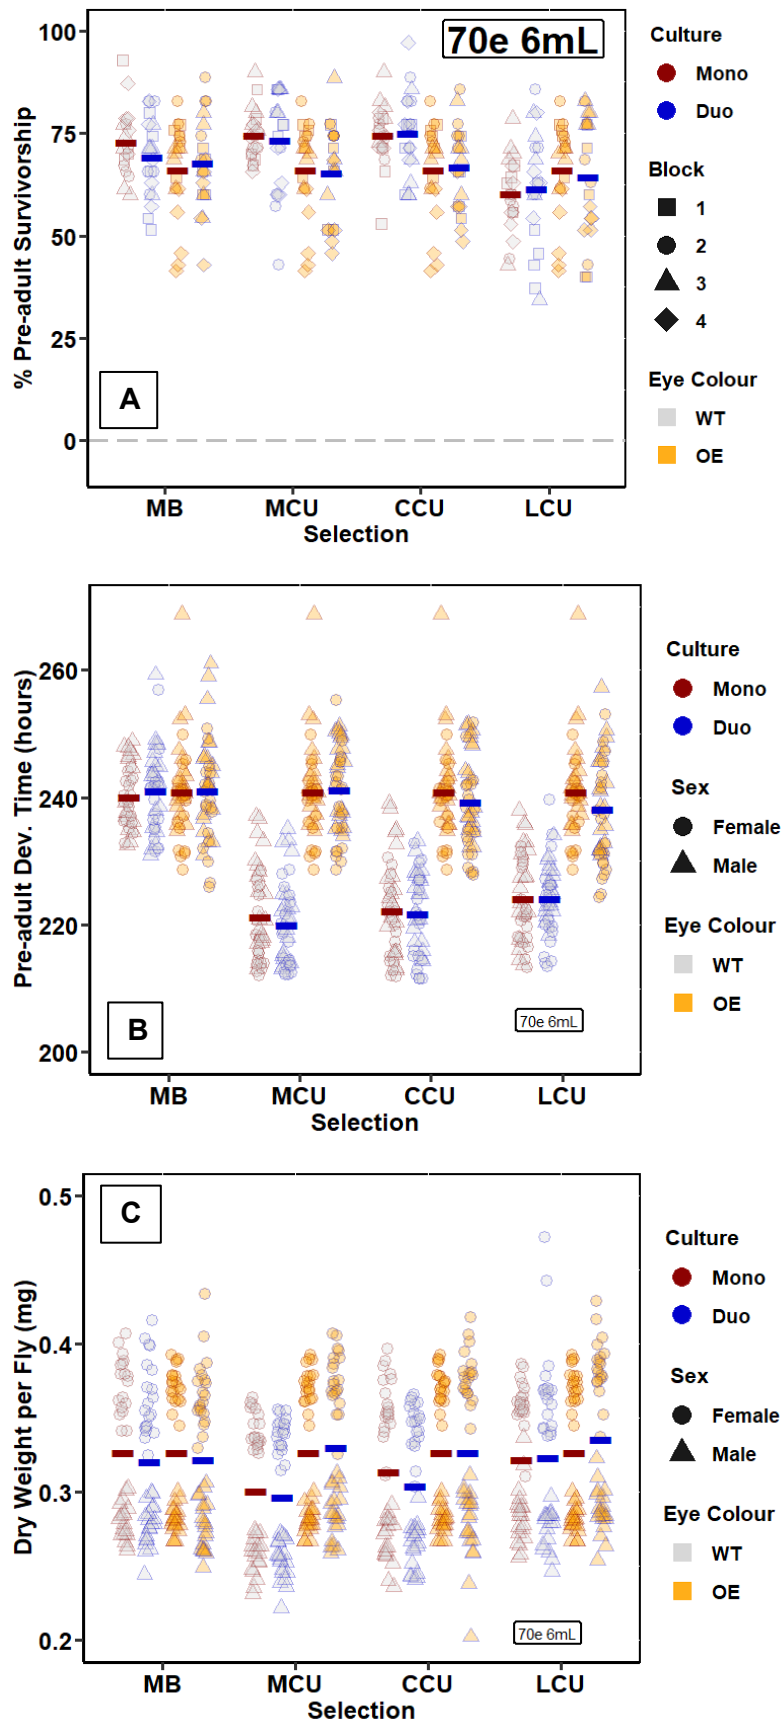 100
70e 6mL
75
50
25
0
% Pre-adult Survivorship
A
MB MCU CCU LCU
Selection
Culture
Mono
Duo
Block
1
2
3
4
Eye Colour
WT
OE
260
240
220
200
Pre-adult Dev. Time (hours)
B
70e 6mL
MB MCU CCU LCU
Selection
Culture
Mono
Duo
Sex
Female
Male
Eye Colour
WT
OE
0.5
0.4
0.3
0.2
Dry Weight per Fly (mg)
C
70e 6mL
MB MCU CCU LCU
Selection
Culture
Mono
Duo
Sex
Female
Male
Eye Colour
WT
OE